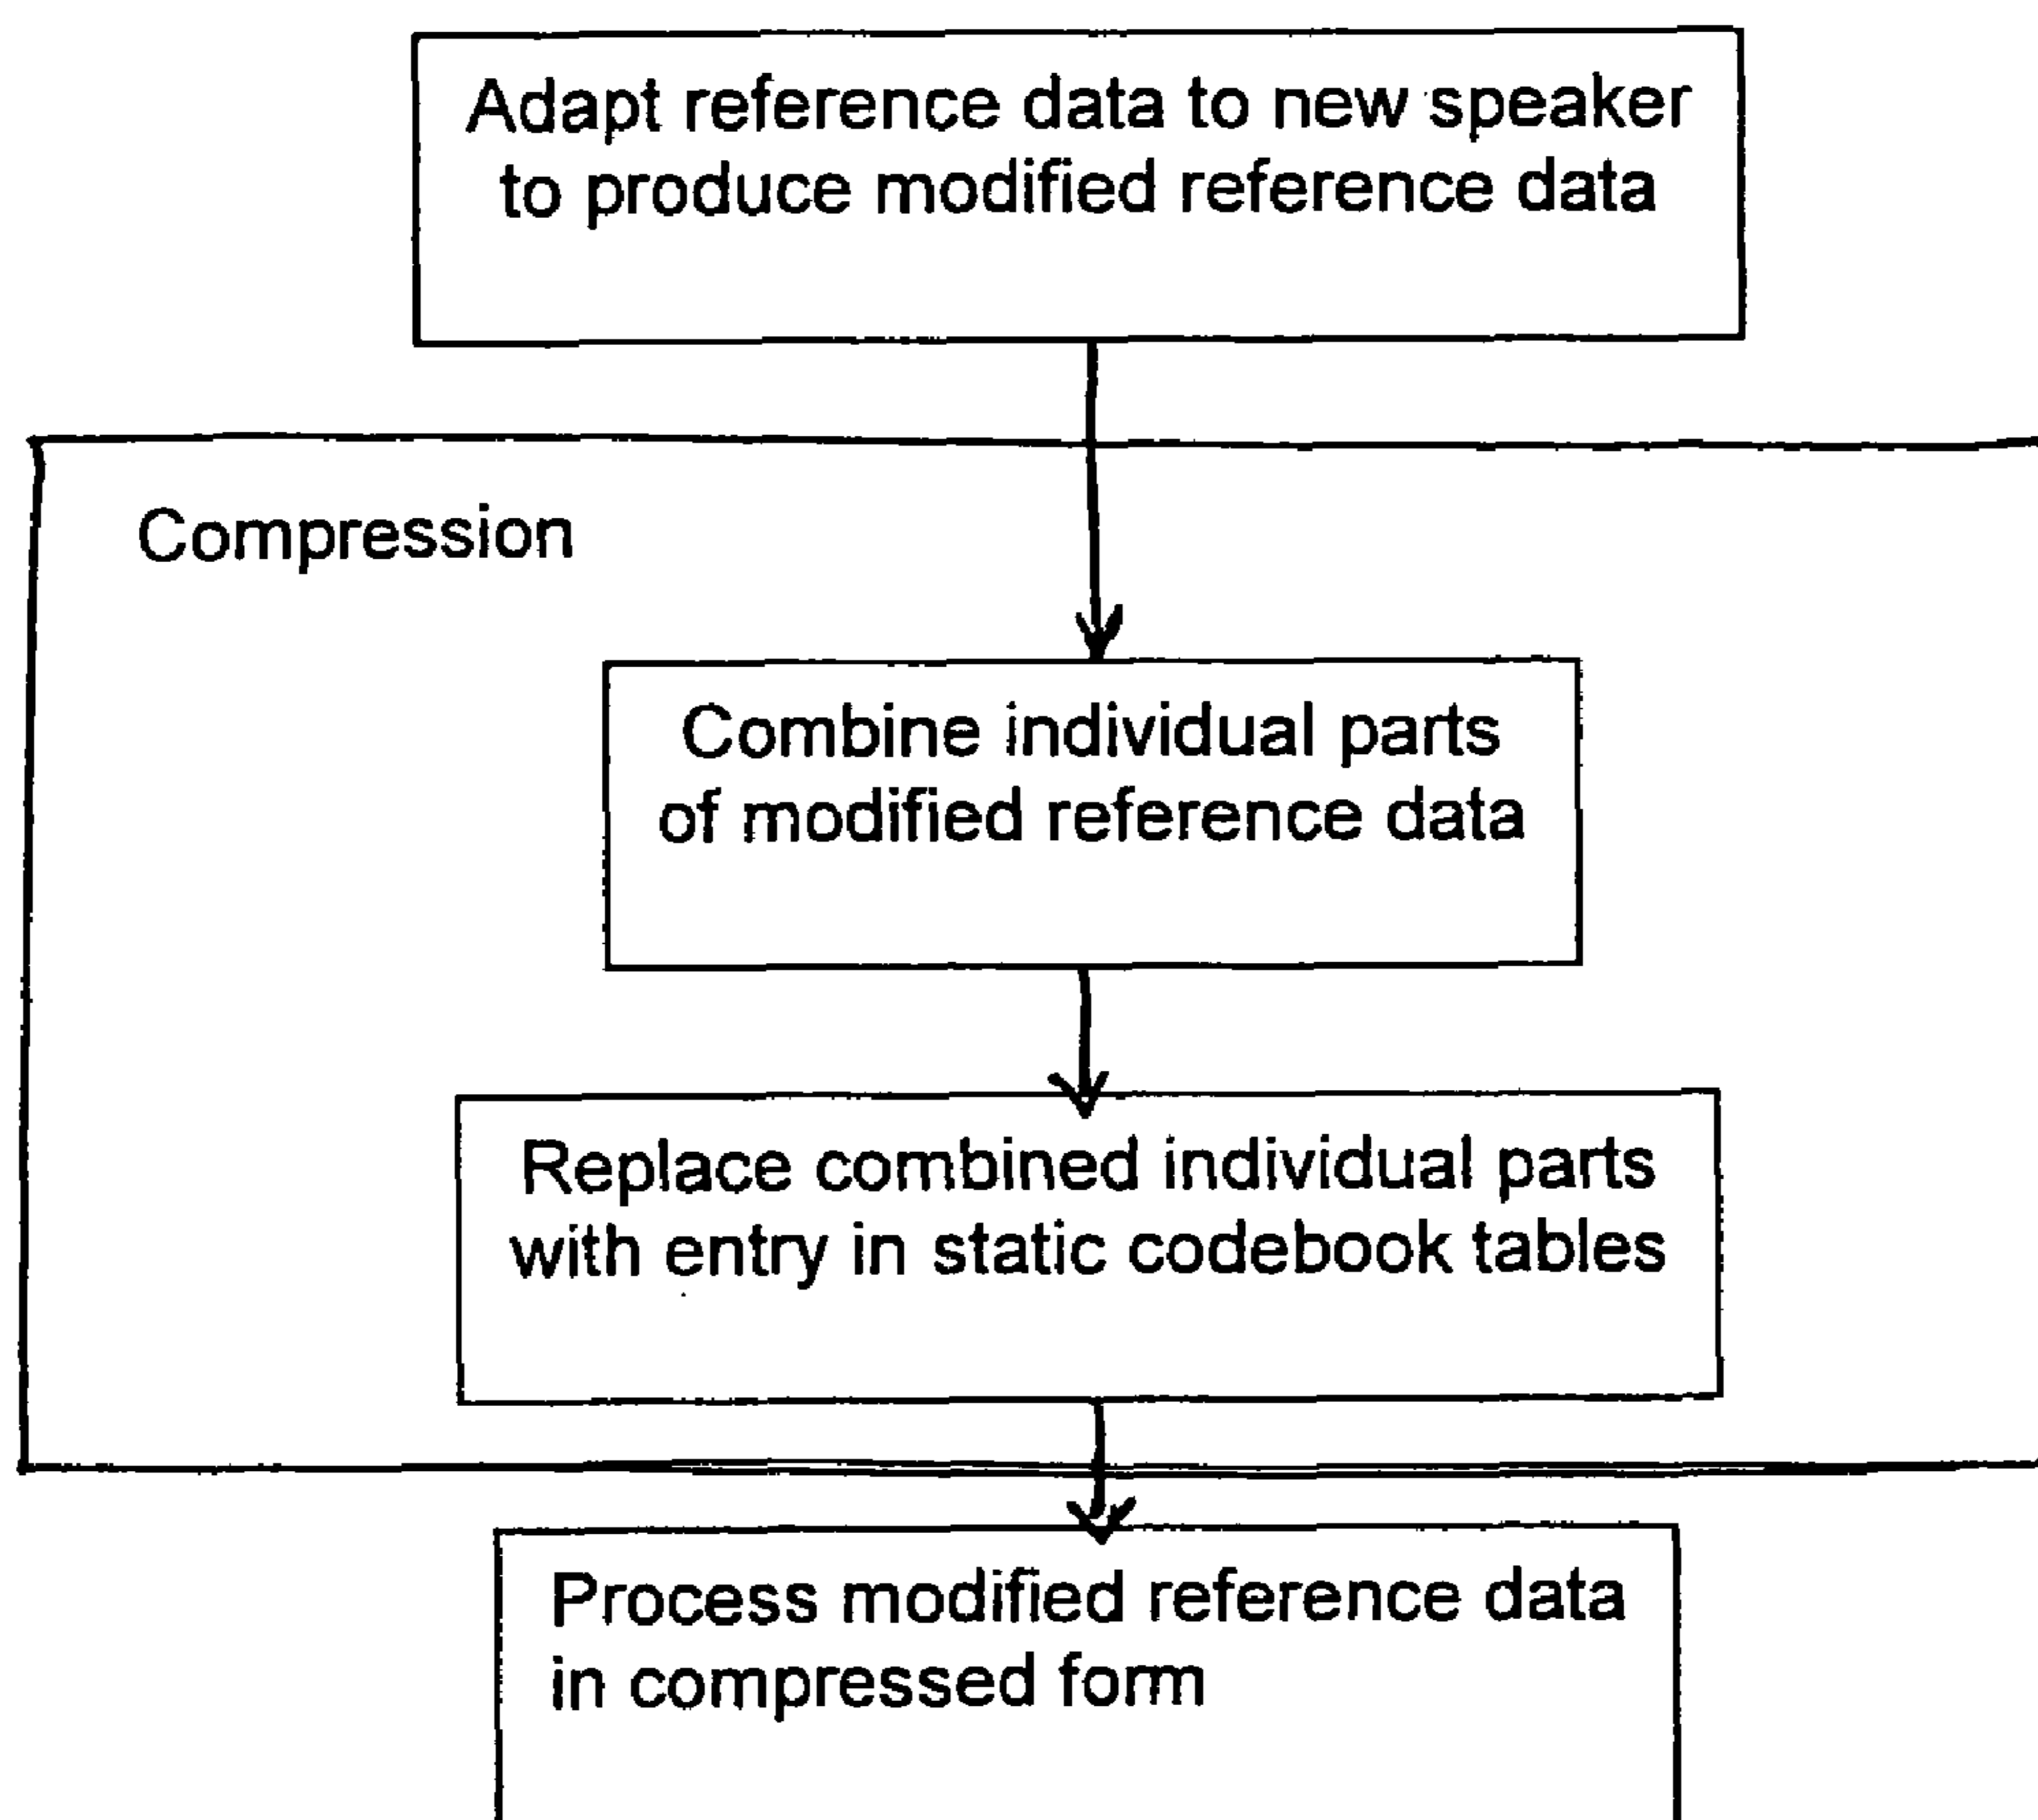 Adapt reference data to new speaker
to produce modified reference data
Compression
Combine individual parts
of modified reference data
Replace combined individual parts
with entry in static codebook tables
Process modified reference data
in compressed form